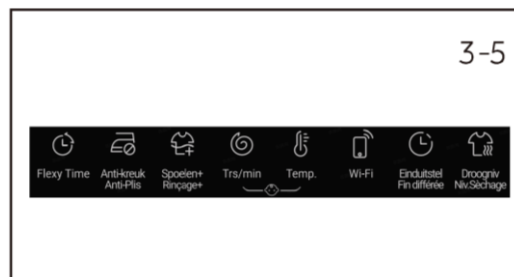 3-5
Flexy Time
Anti-kreuk
Anti-Plis
Spoelen+
Rinçage+
Trs/min
Temp.
Wi-Fi
Einduitstel
Fin différée
Droogniv
Niv.Sèchage